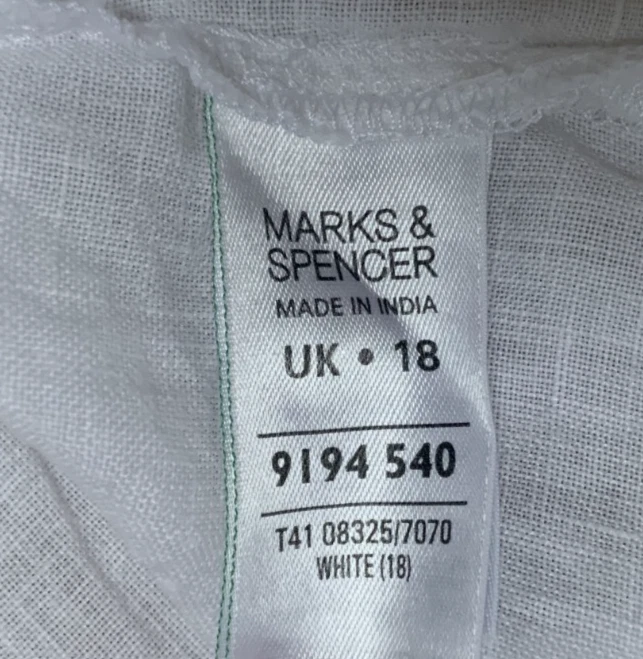 MARKS &
SPENCER
MADE IN INDIA
UK • 18
9194 540
T41 08325/7070
WHITE (18)